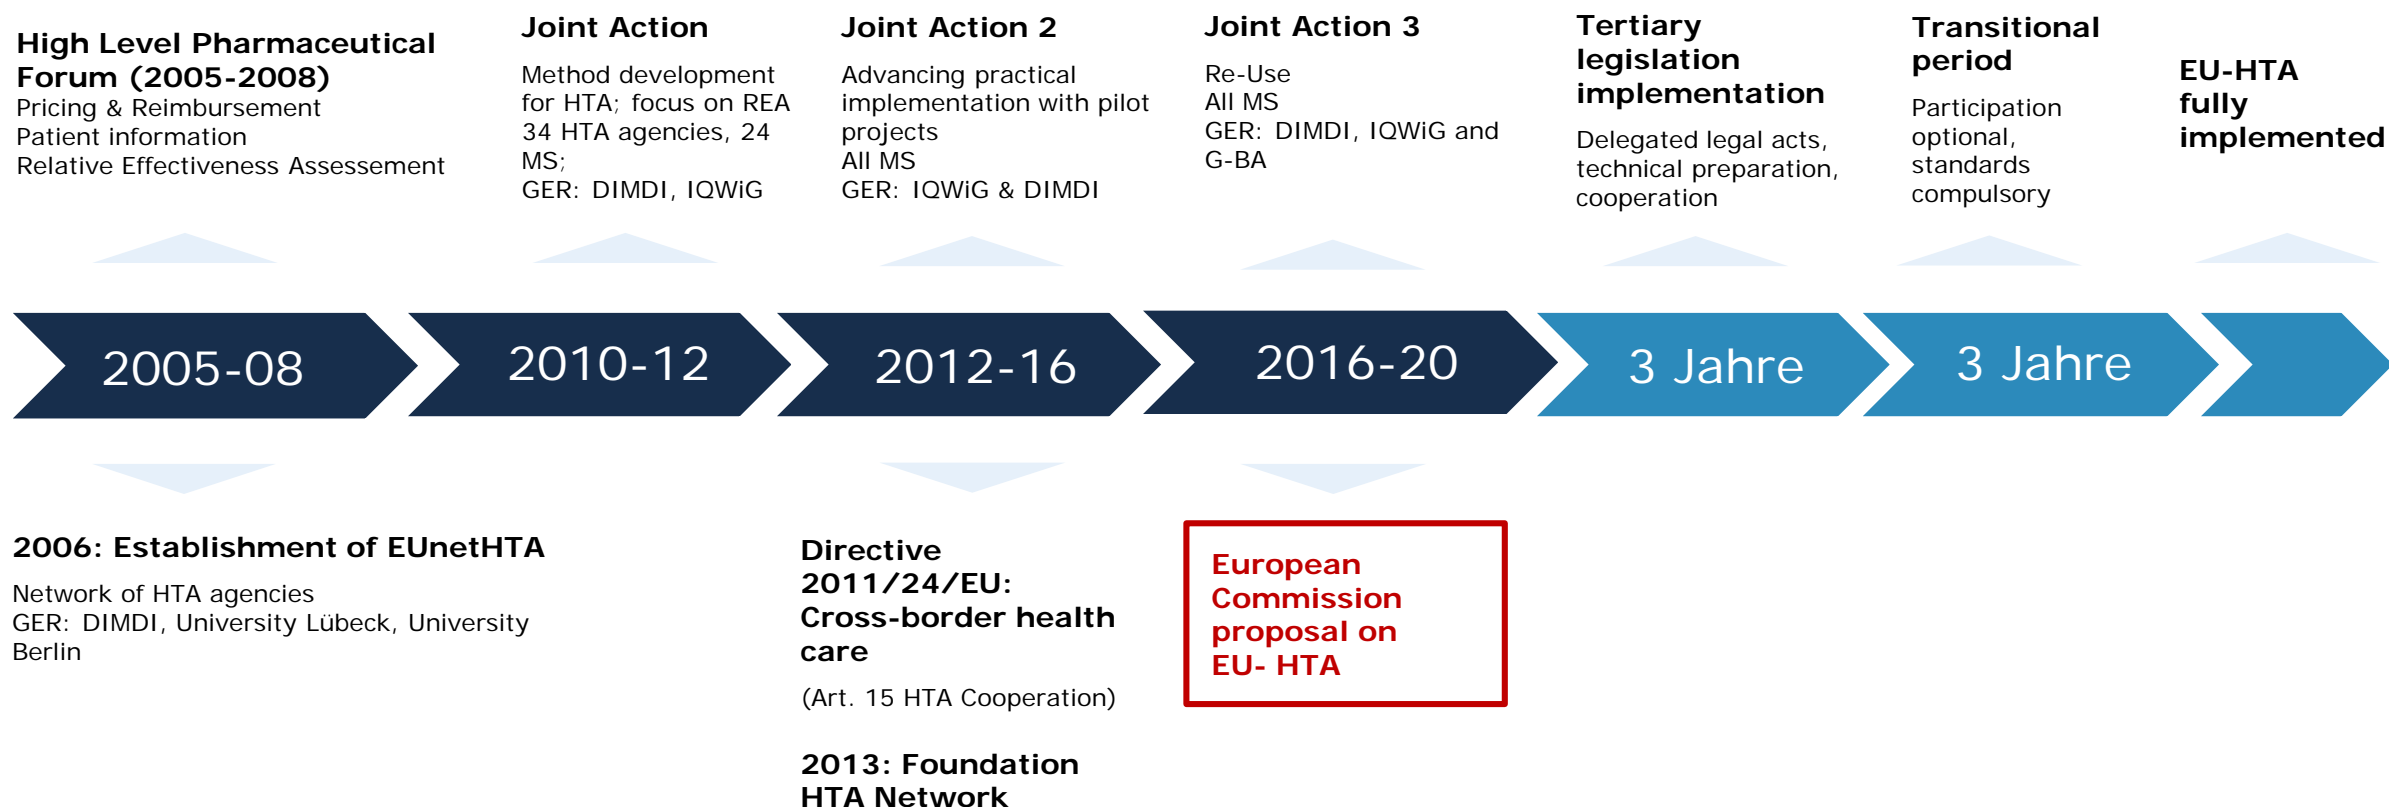 High Level Pharmaceutical
Forum (2005-2008)
Pricing & Reimbursement
Patient information
Relative Effectiveness Assessement
Joint Action
Method development
for HTA; focus on REA
34 HTA agencies, 24
MS;
GER: DIMDI, IQWiG
Joint Action 2
Advancing practical
implementation with pilot
projects
All MS
GER: IQWiG & DIMDI
Joint Action 3
Re-Use
All MS
GER: DIMDI, IQWiG and
G-BA
Tertiary
legislation
implementation
Delegated legal acts,
technical preparation,
cooperation
Transitional
period
Participation
optional,
standards
compulsory
EU-HTA
fully
implemented
2005-08
2010-12
2012-16
2016-20
3 Jahre
3 Jahre
2006: Establishment of EUnetHTA
Network of HTA agencies
GER: DIMDI, University Lübeck, University
Berlin
Directive
2011/24/EU:
Cross-border health
care
(Art. 15 HTA Cooperation)
2013: Foundation
HTA Network
European
Commission
proposal on
EU- HTA